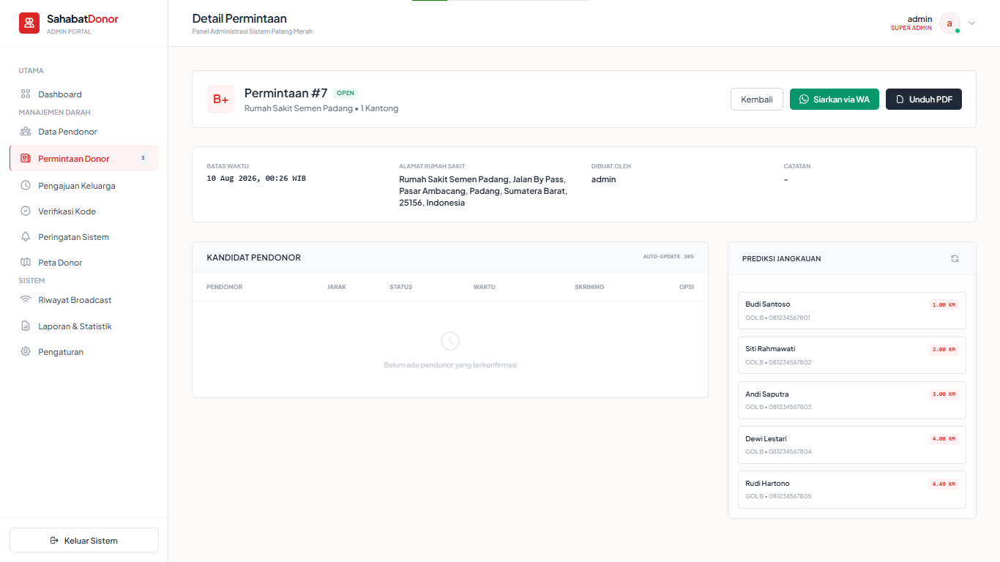 SahabatDonor
ADMIN PORTAL
UTAMA
Dashboard
MANAJEMEN DARAH
Data Pendonor
Permintaan Donor 3
Pengajuan Keluarga
Verifikasi Kode
Peringatan Sistem
Peta Donor
SISTEM
Riwayat Broadcast
Laporan & Statistik
Pengaturan
Keluar Sistem
Detail Permintaan
Panel Administrasi Sistem Palang Merah
admin
SUPER ADMIN
a
B+
Permintaan #7 OPEN
Rumah Sakit Semen Padang • 1 Kantong
Kembali
Siarkan via WA
Unduh PDF
BATAS WAKTU
10 Aug 2026, 00:26 WIB
ALAMAT RUMAH SAKIT
Rumah Sakit Semen Padang, Jalan By Pass,
Pasar Ambacang, Padang, Sumatera Barat,
25156, Indonesia
DIBUAT OLEH
admin
CATATAN
-
KANDIDAT PENDONOR
AUTO-UPDATE 30S
PENDONOR JARAK STATUS WAKTU SKRINING OPSI
Belum ada pendonor yang terkonfirmasi
PREDIKSI JANGKAUAN
Budi Santoso 1.00 KM
GOL B • 081234567801
Siti Rahmawati 2.00 KM
GOL B • 081234567802
Andi Saputra 3.00 KM
GOL B • 081234567803
Dewi Lestari 4.00 KM
GOL B • 081234567804
Rudi Hartono 4.49 KM
GOL B • 081234567805